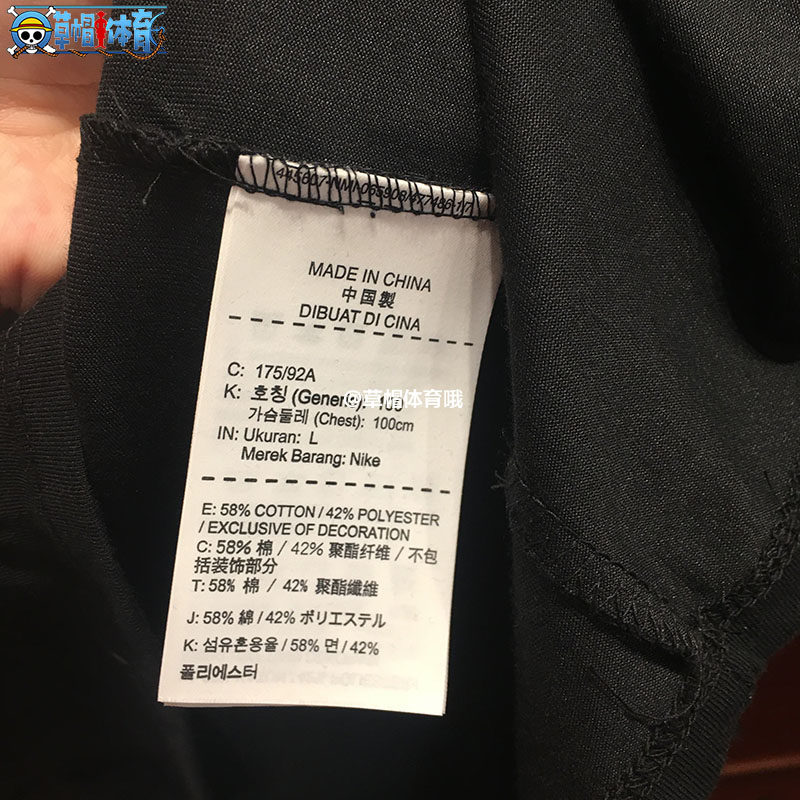 草帽体育
MADE IN CHINA
中国製
DIBUAT DI CINA
C: 175/92A
K: 호칭 (General): 100
@草帽体育哦
가슴둘레 (Chest): 100cm
IN: Ukuran: L
Merek Barang: Nike
E: 58% COTTON / 42% POLYESTER
/ EXCLUSIVE OF DECORATION
C: 58% 棉 / 42% 聚酯纤维 / 不包
括装饰部分
T: 58% 棉 / 42% 聚酯纖維
J: 58% 綿 / 42% ポリエステル
K: 섬유혼용율 / 58% 면 / 42%
폴리에스터